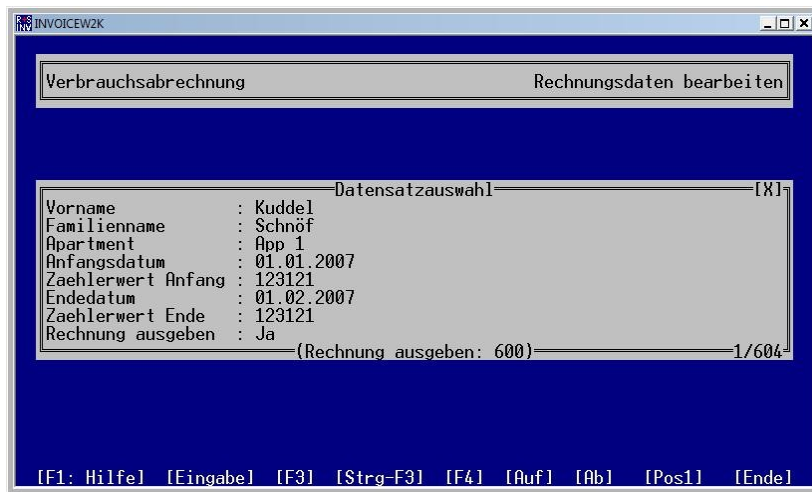 R+S INV INVOICEW2K
Verbrauchsabrechnung Rechnungsdaten bearbeiten
Datensatzauswahl [X]
Vorname : Kuddel
Familienname : Schnöf
Apartment : App 1
Anfangsdatum : 01.01.2007
Zaehlerwert Anfang : 123121
Endedatum : 01.02.2007
Zaehlerwert Ende : 123121
Rechnung ausgeben : Ja
(Rechnung ausgeben: 600) 1/604
[F1: Hilfe] [Eingabe] [F3] [Strg-F3] [F4] [Auf] [Ab] [Pos1] [Ende]